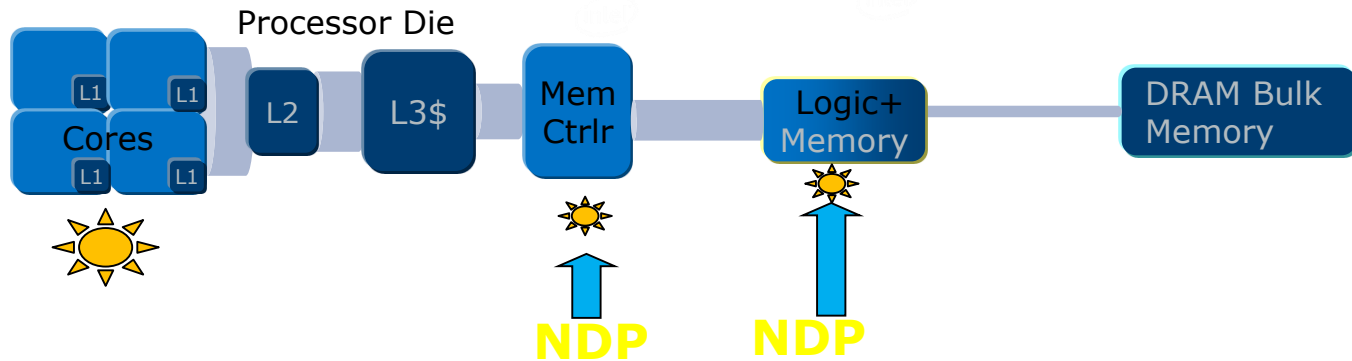 Processor Die
L1
L1
Cores
L1
L1
L2
L3$
Mem
Ctrlr
Logic+
Memory
DRAM Bulk
Memory
NDP
NDP